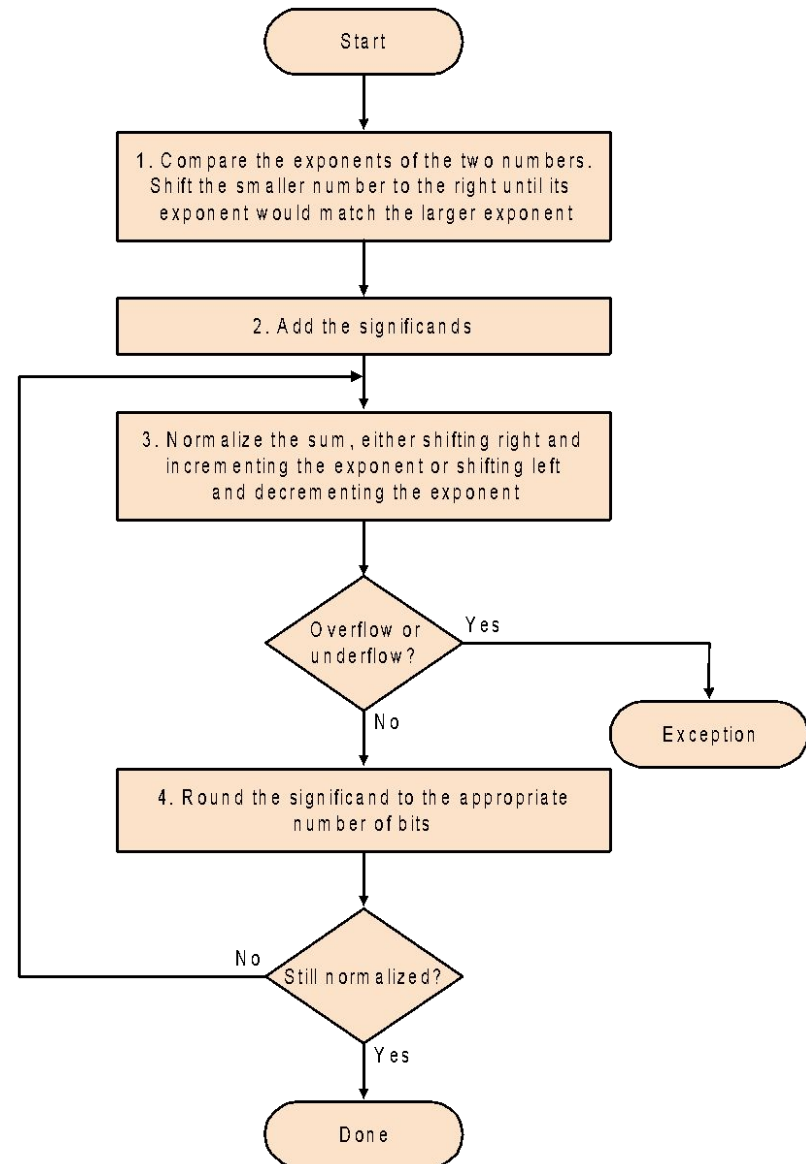 Start
1. Compare the exponents of the two numbers.
Shift the smaller number to the right until its
exponent would match the larger exponent
2. Add the significands
3. Normalize the sum, either shifting right and
incrementing the exponent or shifting left
and decrementing the exponent
Overflow or
underflow?
Yes
No
Exception
4. Round the significand to the appropriate
number of bits
No
Still normalized?
Yes
Done